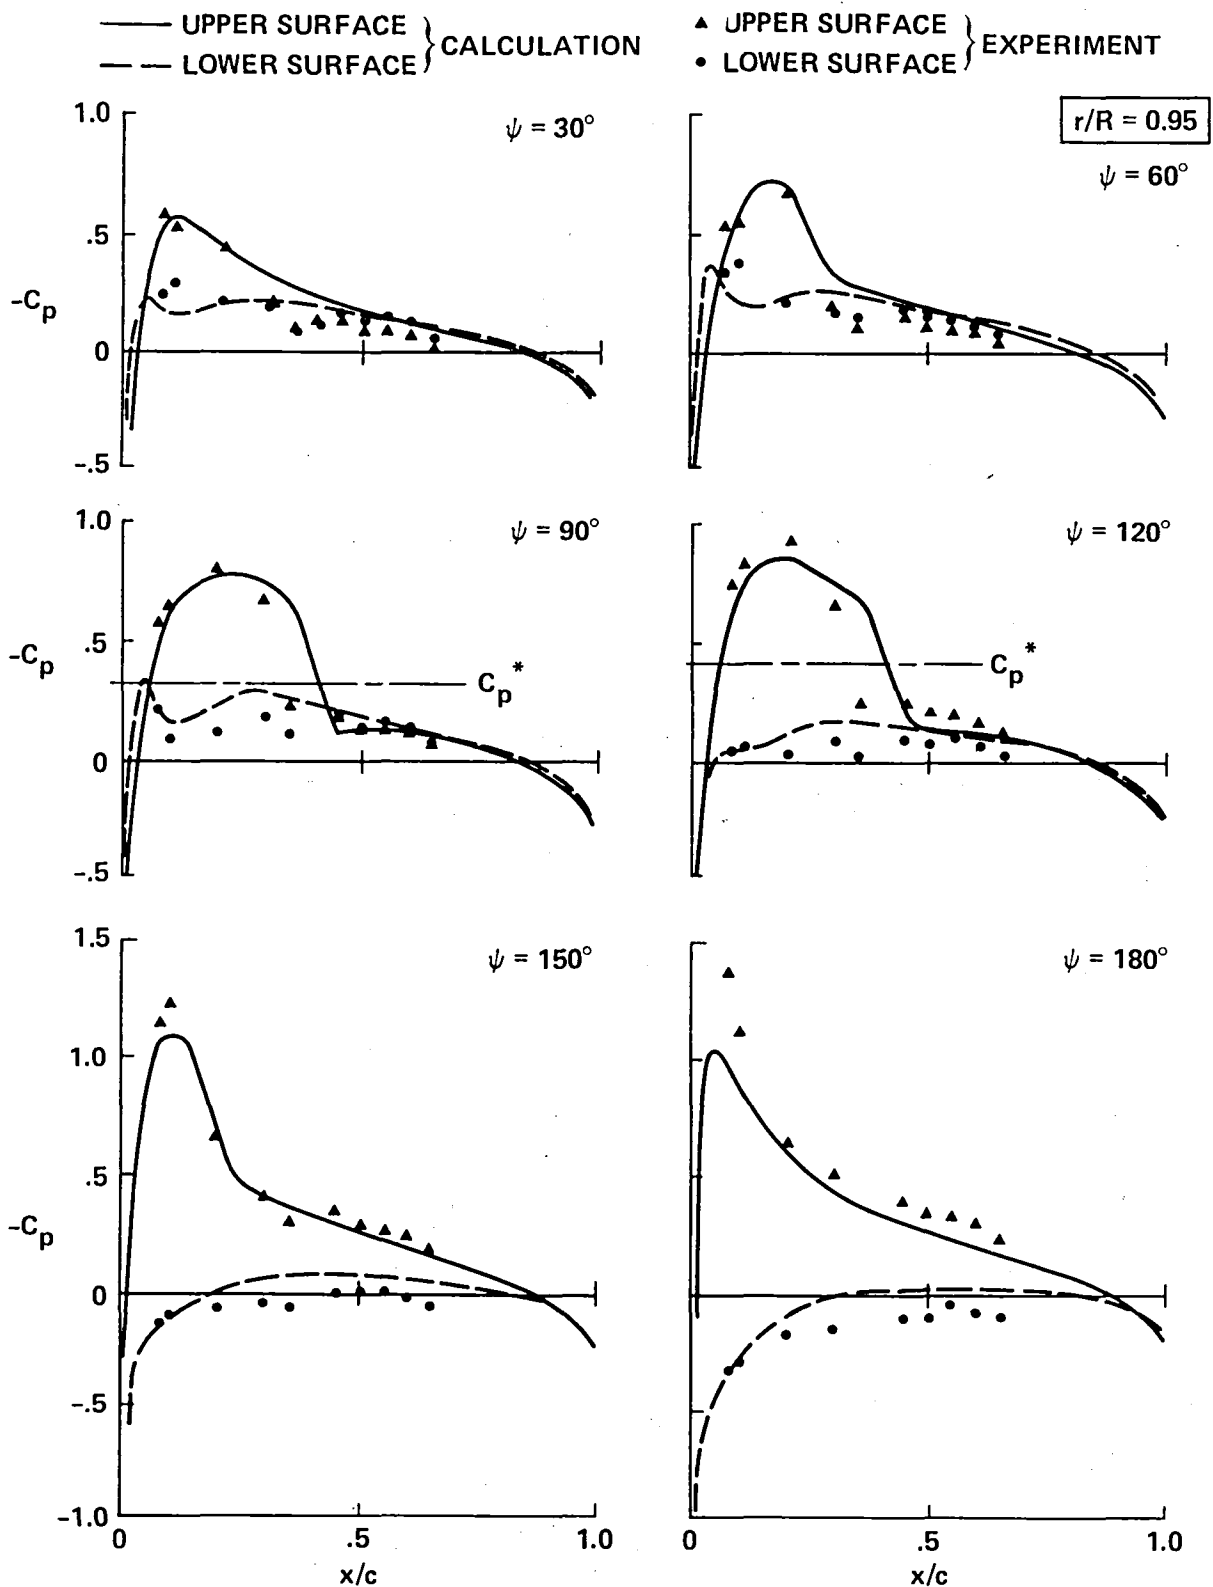 UPPER SURFACE
LOWER SURFACE
} CALCULATION
▲ UPPER SURFACE
● LOWER SURFACE
} EXPERIMENT
r/R = 0.95
ψ = 30°
1.0
.5
-Cp
0
-.5
ψ = 60°
ψ = 90°
1.0
.5
-Cp
0
-.5
Cp*
ψ = 120°
Cp*
ψ = 150°
1.5
1.0
.5
-Cp
0
-.5
-1.0
0 .5 1.0
x/c
ψ = 180°
0 .5 1.0
x/c